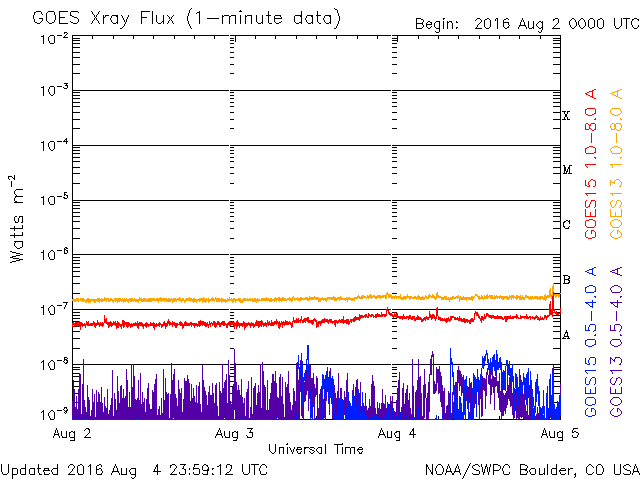 GOES Xray Flux (1-minute data)
Begin: 2016 Aug 2 0000 UTC
10⁻²
10⁻³
10⁻⁴
10⁻⁵
10⁻⁶
10⁻⁷
10⁻⁸
10⁻⁹
Watts m⁻²
X
M
C
B
A
GOES15 1.0-8.0 A
GOES13 1.0-8.0 A
GOES15 0.5-4.0 A
GOES13 0.5-4.0 A
Aug 2
Aug 3
Aug 4
Aug 5
Universal Time
Updated 2016 Aug 4 23:59:12 UTC
NOAA/SWPC Boulder, CO USA